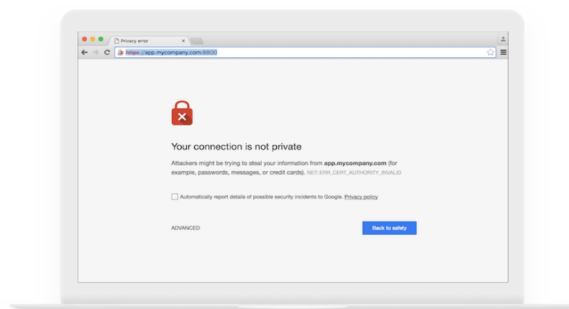 Privacy error
https://app.mycompany.com:8800
Your connection is not private
Attackers might be trying to steal your information from app.mycompany.com (for
example, passwords, messages, or credit cards). NET::ERR_CERT_AUTHORITY_INVALID
Automatically report details of possible security incidents to Google. Privacy policy
ADVANCED
Back to safety